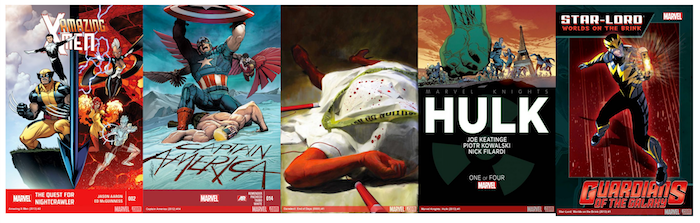 AMAZING
X-MEN
MARVEL
THE QUEST FOR
NIGHTCRAWLER
JASON AARON
ED McGUINNESS
002
CAPTAIN
AMERICA
MARVEL
014
MARVEL KNIGHTS
HULK
JOE KEATINGE
PIOTR KOWALSKI
NICK FILARDI
ONE OF FOUR
MARVEL
STAR-LORD
WORLDS ON THE BRINK
MARVEL
GUARDIANS
OF THE GALAXY